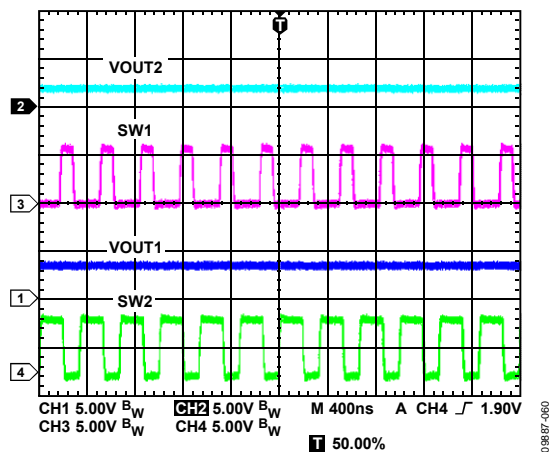 T
VOUT2
2
SW1
3
VOUT1
1
SW2
4
CH1 5.00V BW CH2 5.00V BW M 400ns A CH4 1.90V
CH3 5.00V BW CH4 5.00V BW
T 50.00%
09887-060